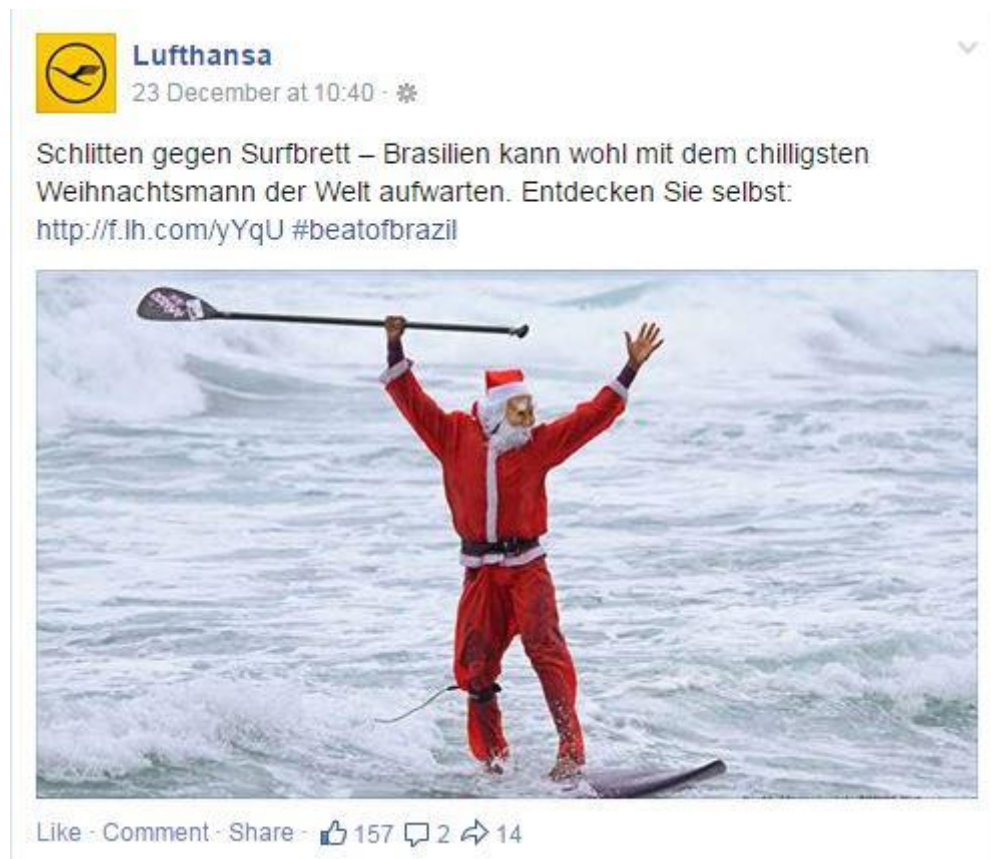 Lufthansa
23 December at 10:40 ·
Schlitten gegen Surfbrett – Brasilien kann wohl mit dem chilligsten
Weihnachtsmann der Welt aufwarten. Entdecken Sie selbst:
http://f.lh.com/yYqU #beatofbrazil
Like · Comment · Share · 157 2 14